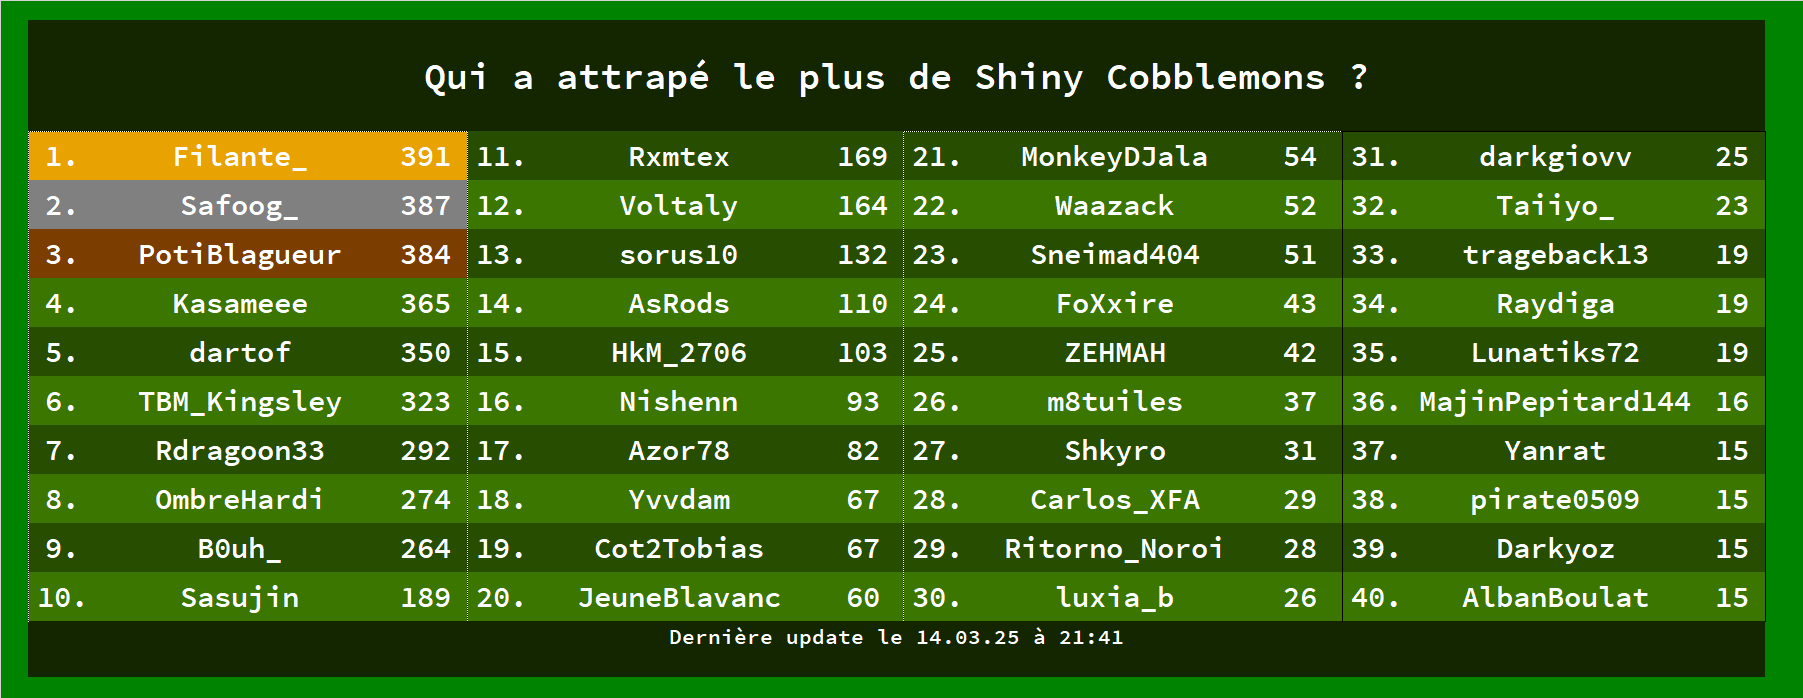 Qui a attrapé le plus de Shiny Cobblemons ?
1. Filante_ 391 11. Rxmtex 169 21. MonkeyDJala 54 31. darkgiovv 25
2. Safoog_ 387 12. Voltaly 164 22. Waazack 52 32. Taiiyo_ 23
3. PotiBlagueur 384 13. sorus10 132 23. Sneimad404 51 33. trageback13 19
4. Kasameee 365 14. AsRods 110 24. FoXxire 43 34. Raydiga 19
5. dartof 350 15. HkM_2706 103 25. ZEHMAH 42 35. Lunatiks72 19
6. TBM_Kingsley 323 16. Nishenn 93 26. m8tuiles 37 36. MajinPepitard144 16
7. Rdragoon33 292 17. Azor78 82 27. Shkyro 31 37. Yanrat 15
8. OmbreHardi 274 18. Yvvdam 67 28. Carlos_XFA 29 38. pirate0509 15
9. B0uh_ 264 19. Cot2Tobias 67 29. Ritorno_Noroi 28 39. Darkyoz 15
10. Sasujin 189 20. JeuneBlavanc 60 30. luxia_b 26 40. AlbanBoulat 15
Dernière update le 14.03.25 à 21:41